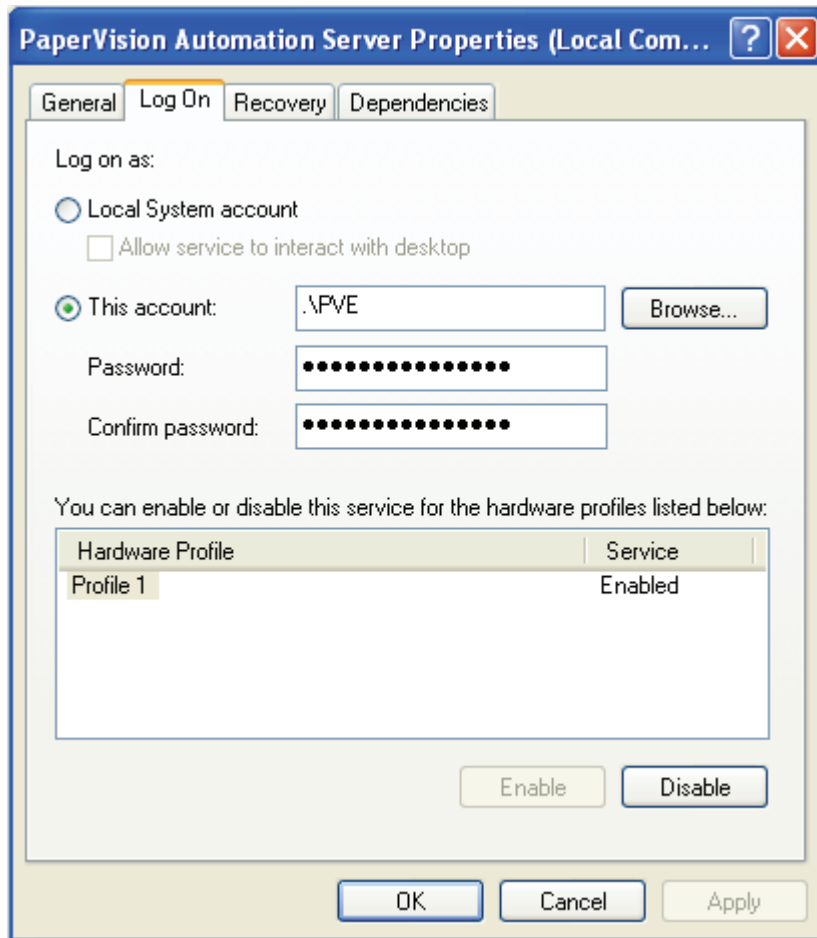 PaperVision Automation Server Properties (Local Com...
General Log On Recovery Dependencies
Log on as:
Local System account
Allow service to interact with desktop
This account: .\PVE Browse...
Password: •••••••••••••••
Confirm password: •••••••••••••••
You can enable or disable this service for the hardware profiles listed below:
Hardware Profile Service
Profile 1 Enabled
Enable Disable
OK Cancel Apply